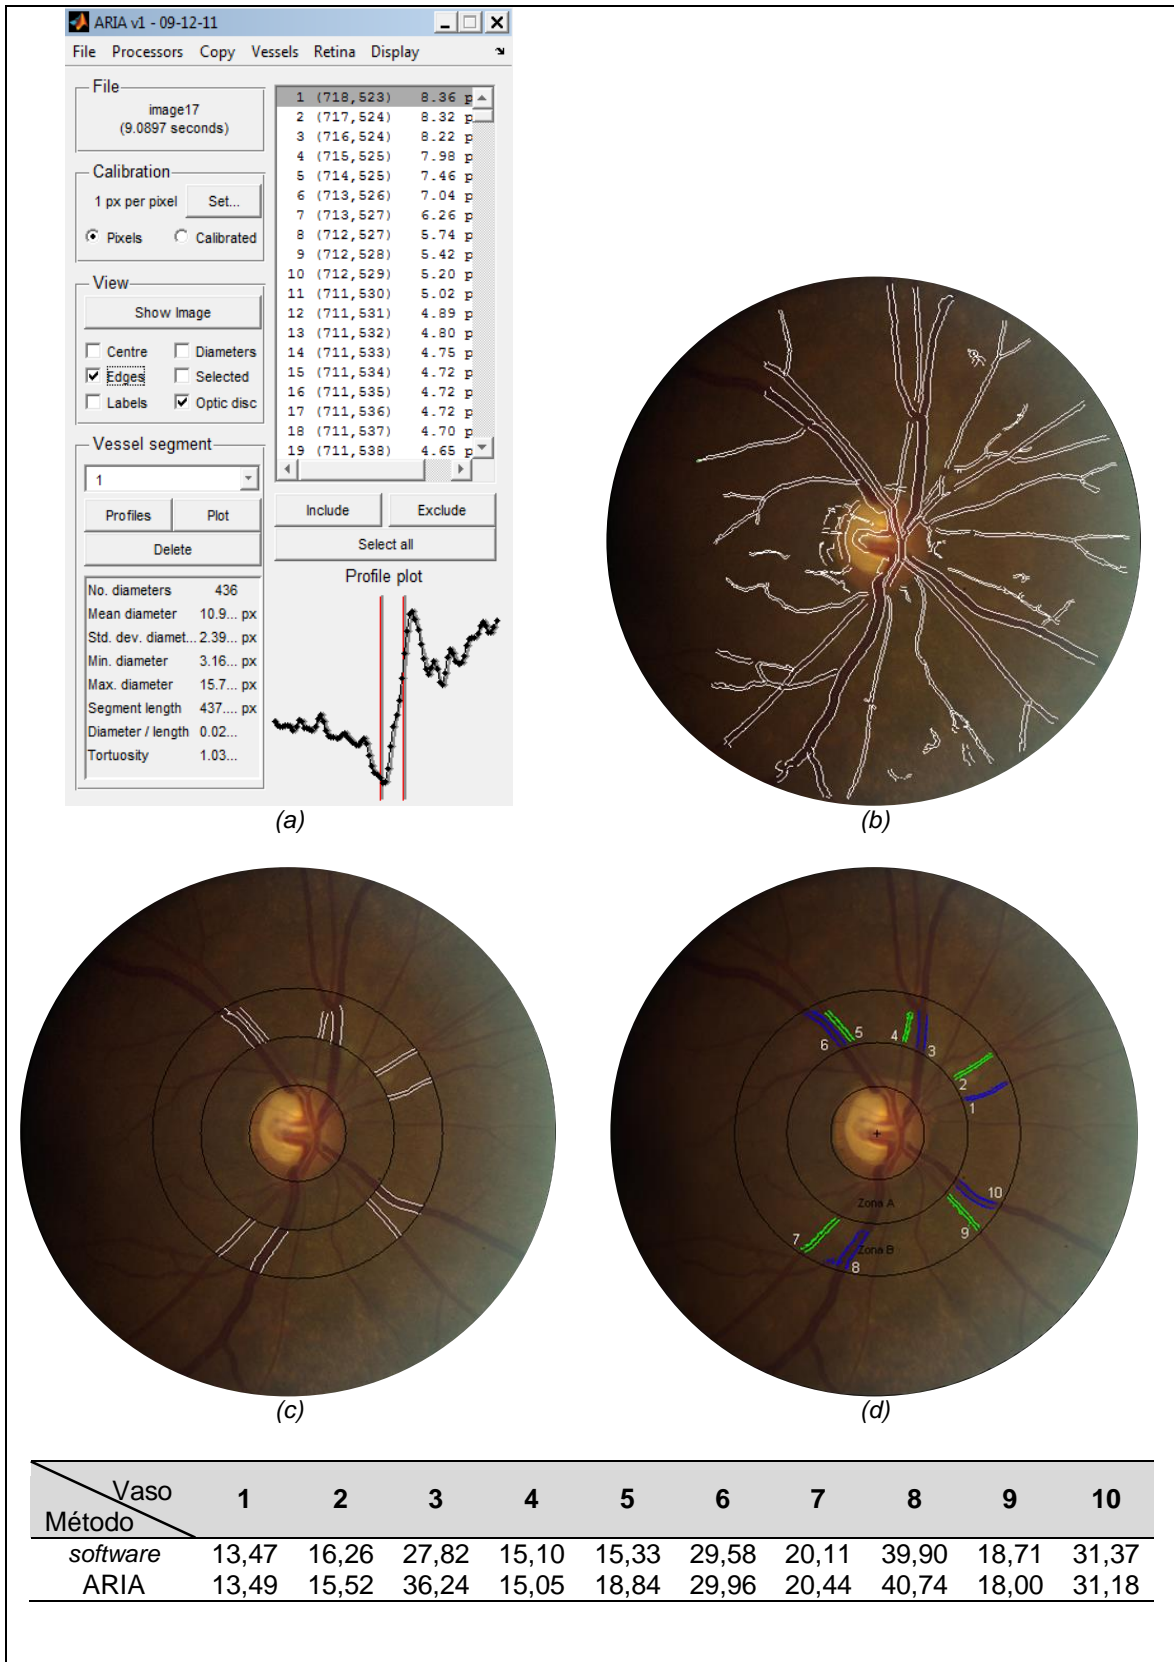 ARIA v1 - 09-12-11
File Processors Copy Vessels Retina Display
File
image17
(9.0897 seconds)
Calibration
1 px per pixel Set...
Pixels Calibrated
View
Show Image
Centre Diameters
Edges Selected
Labels Optic disc
Vessel segment
1
Profiles Plot
Delete
No. diameters 436
Mean diameter 10.9... px
Std. dev. diamet... 2.39... px
Min. diameter 3.16... px
Max. diameter 15.7... px
Segment length 437.... px
Diameter / length 0.02...
Tortuosity 1.03...
1 (718,523) 8.36 p
2 (717,524) 8.32 p
3 (716,524) 8.22 p
4 (715,525) 7.98 p
5 (714,525) 7.46 p
6 (713,526) 7.04 p
7 (713,527) 6.26 p
8 (712,527) 5.74 p
9 (712,528) 5.42 p
10 (712,529) 5.20 p
11 (711,530) 5.02 p
12 (711,531) 4.89 p
13 (711,532) 4.80 p
14 (711,533) 4.75 p
15 (711,534) 4.72 p
16 (711,535) 4.72 p
17 (711,536) 4.72 p
18 (711,537) 4.70 p
19 (711,538) 4.65 p
Include Exclude
Select all
Profile plot
(a)
(b)
(c)
5
4
6
3
2
1
10
Zona A
9
7
Zona B
8
(d)
Vaso
Método 1 2 3 4 5 6 7 8 9 10
software 13,47 16,26 27,82 15,10 15,33 29,58 20,11 39,90 18,71 31,37
ARIA 13,49 15,52 36,24 15,05 18,84 29,96 20,44 40,74 18,00 31,18